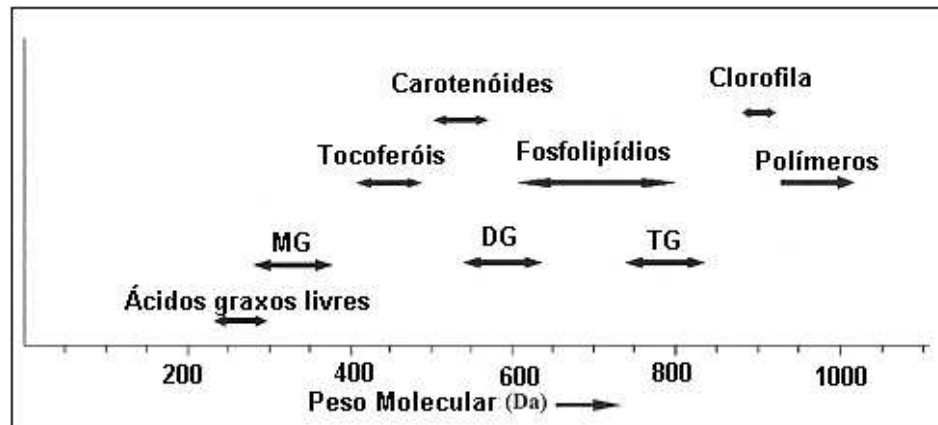 Carotenóides
Clorofila
Tocoferóis
Fosfolipídios
Polímeros
MG
DG
TG
Ácidos graxos livres
200 400 600 800 1000
Peso Molecular (Da)